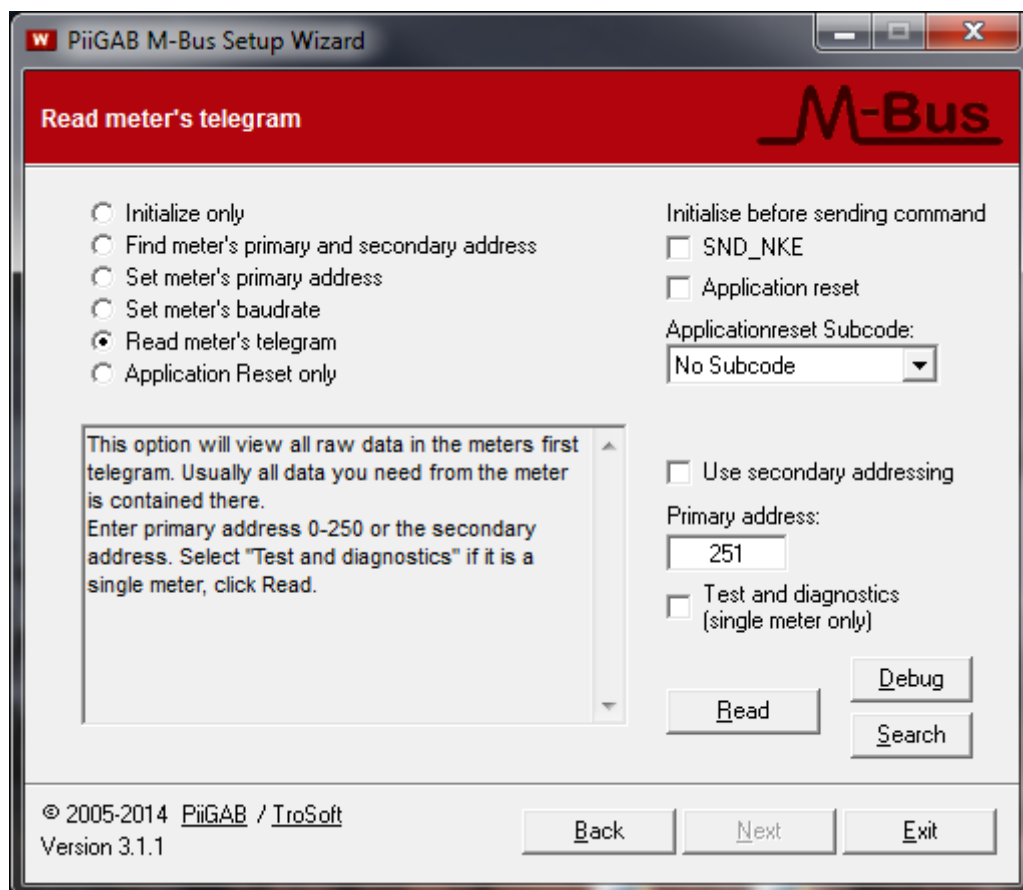 PiiGAB M-Bus Setup Wizard
Read meter's telegram
M-Bus
Initialize only
Find meter's primary and secondary address
Set meter's primary address
Set meter's baudrate
Read meter's telegram
Application Reset only
This option will view all raw data in the meters first
telegram. Usually all data you need from the meter
is contained there.
Enter primary address 0-250 or the secondary
address. Select "Test and diagnostics" if it is a
single meter, click Read.
Initialise before sending command
SND_NKE
Application reset
Applicationreset Subcode:
No Subcode
Use secondary addressing
Primary address:
251
Test and diagnostics
(single meter only)
Debug
Read
Search
© 2005-2014 PiiGAB / TroSoft
Version 3.1.1
Back
Next
Exit